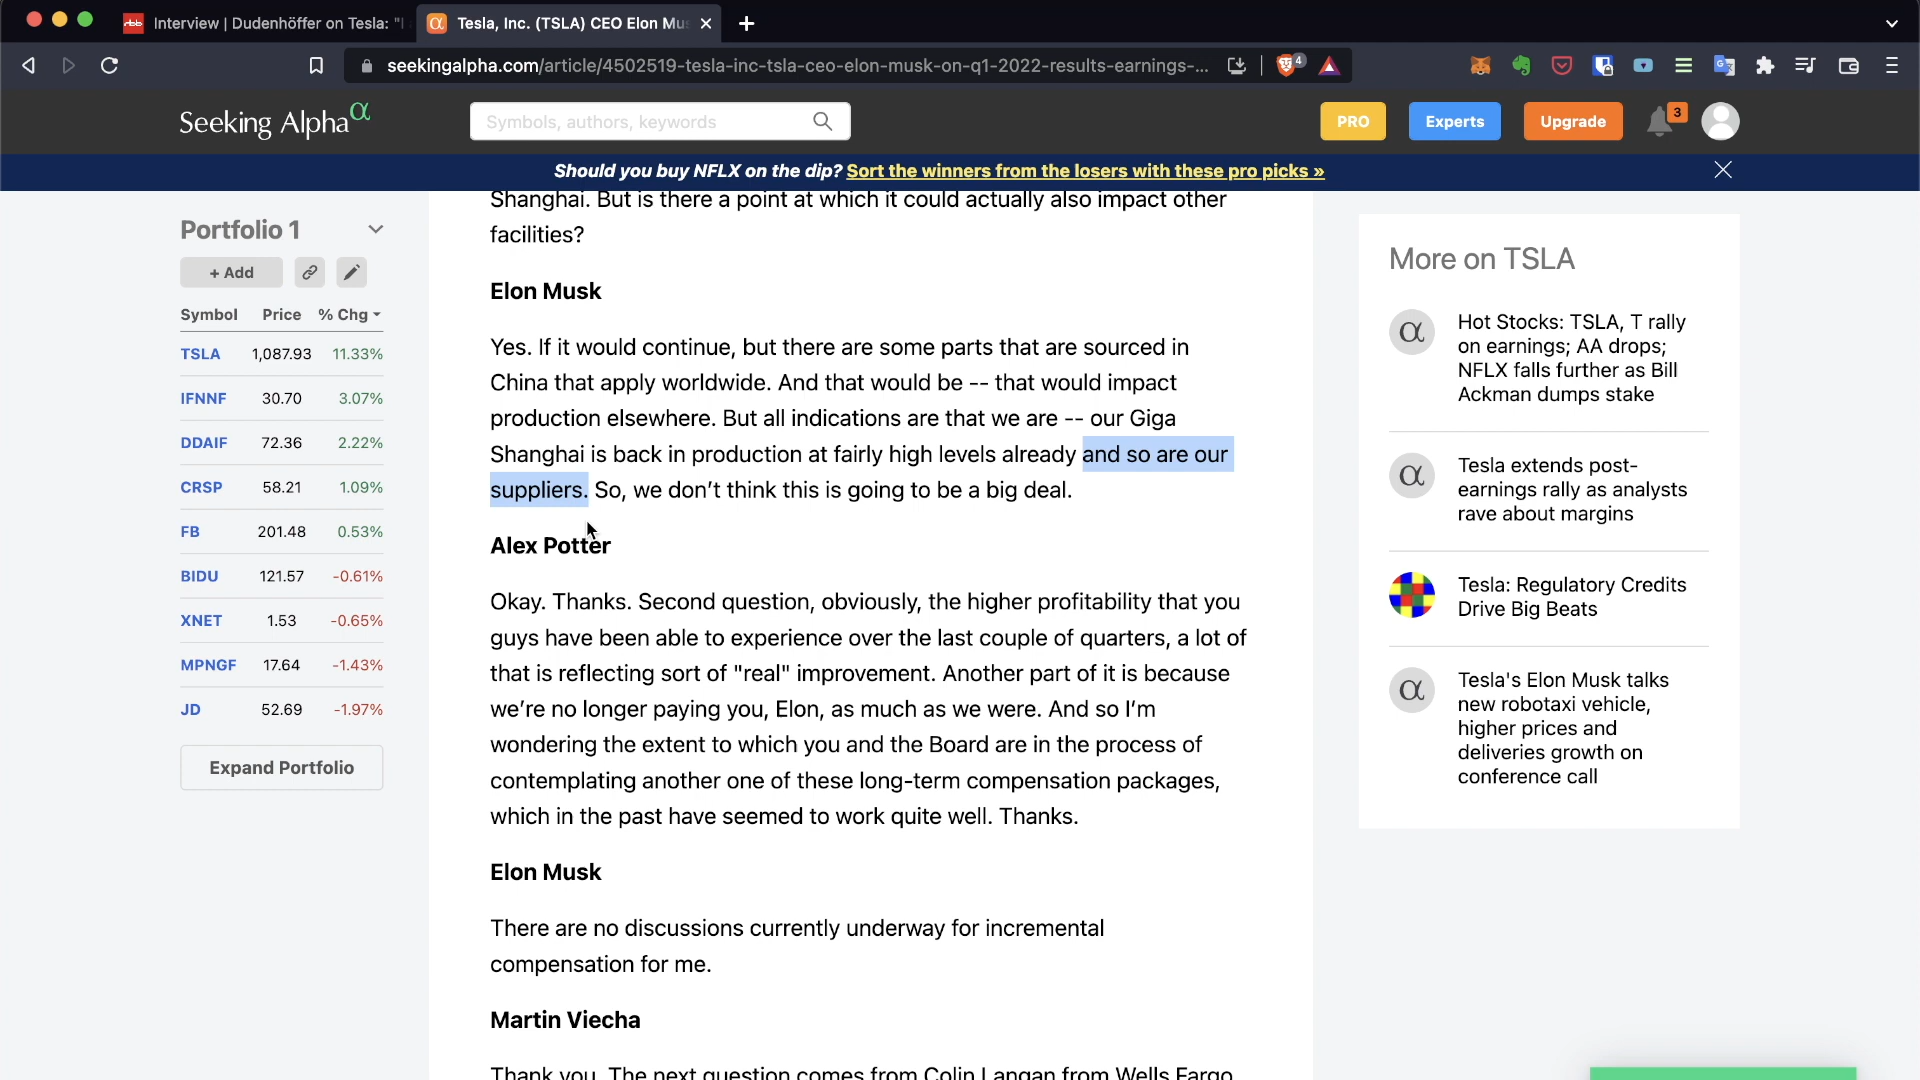 Interview | Dudenhöffer on Tesla: "I
Tesla, Inc. (TSLA) CEO Elon Mus
seekingalpha.com/article/4502519-tesla-inc-tsla-ceo-elon-musk-on-q1-2022-results-earnings-...
4
Seeking Alpha α
Symbols, authors, keywords
PRO
Experts
Upgrade
3
Should you buy NFLX on the dip? Sort the winners from the losers with these pro picks »
Portfolio 1
+ Add
Symbol Price % Chg
TSLA 1,087.93 11.33%
IFNNF 30.70 3.07%
DDAIF 72.36 2.22%
CRSP 58.21 1.09%
FB 201.48 0.53%
BIDU 121.57 -0.61%
XNET 1.53 -0.65%
MPNGF 17.64 -1.43%
JD 52.69 -1.97%
Expand Portfolio
Shanghai. But is there a point at which it could actually also impact other
facilities?
Elon Musk
Yes. If it would continue, but there are some parts that are sourced in
China that apply worldwide. And that would be -- that would impact
production elsewhere. But all indications are that we are -- our Giga
Shanghai is back in production at fairly high levels already and so are our
suppliers. So, we don’t think this is going to be a big deal.
Alex Potter
Okay. Thanks. Second question, obviously, the higher profitability that you
guys have been able to experience over the last couple of quarters, a lot of
that is reflecting sort of "real" improvement. Another part of it is because
we’re no longer paying you, Elon, as much as we were. And so I’m
wondering the extent to which you and the Board are in the process of
contemplating another one of these long-term compensation packages,
which in the past have seemed to work quite well. Thanks.
Elon Musk
There are no discussions currently underway for incremental
compensation for me.
Martin Viecha
Thank you. The next question comes from Colin Langan from Wells Fargo.
More on TSLA
α
Hot Stocks: TSLA, T rally
on earnings; AA drops;
NFLX falls further as Bill
Ackman dumps stake
α
Tesla extends post-
earnings rally as analysts
rave about margins
Tesla: Regulatory Credits
Drive Big Beats
α
Tesla's Elon Musk talks
new robotaxi vehicle,
higher prices and
deliveries growth on
conference call